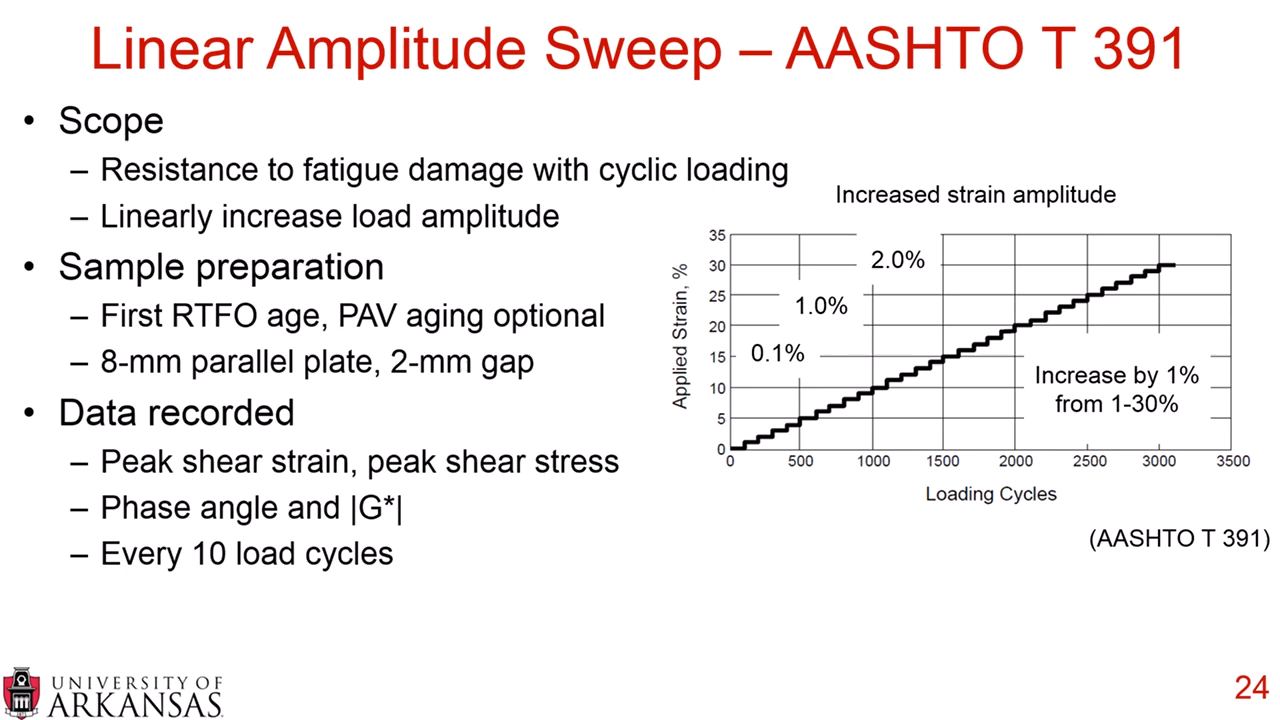 Linear Amplitude Sweep – AASHTO T 391
• Scope
– Resistance to fatigue damage with cyclic loading
– Linearly increase load amplitude
• Sample preparation
– First RTFO age, PAV aging optional
– 8-mm parallel plate, 2-mm gap
• Data recorded
– Peak shear strain, peak shear stress
– Phase angle and |G*|
– Every 10 load cycles
Increased strain amplitude
Applied Strain, %
35
30
25
20
15
10
5
0
2.0%
1.0%
0.1%
Increase by 1%
from 1-30%
0 500 1000 1500 2000 2500 3000 3500
Loading Cycles
(AASHTO T 391)
UNIVERSITY OF
ARKANSAS
24